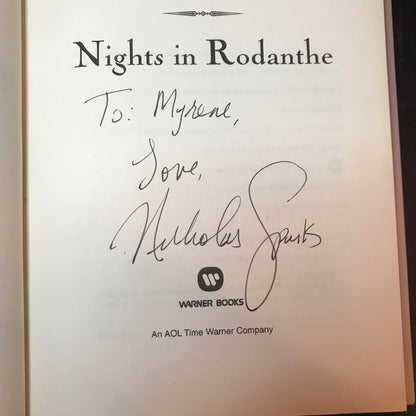 Nights in Rodanthe
To: Myrene,
Love,
Nicholas Sparks
WARNER BOOKS
An AOL Time Warner Company